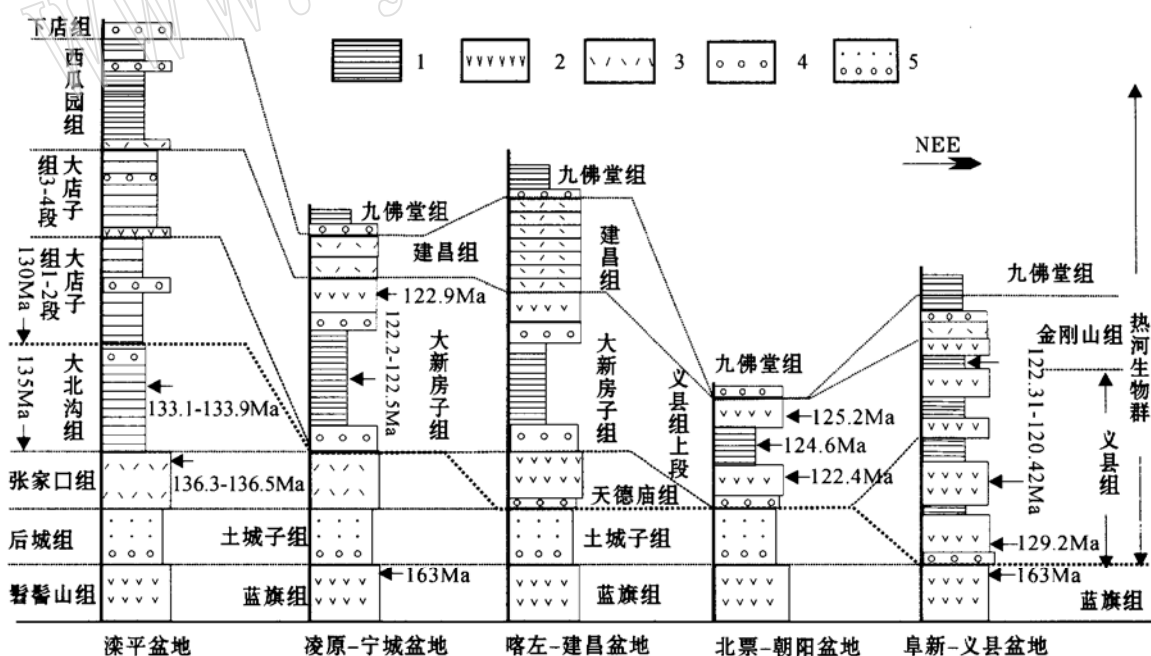 www.
下店组
西瓜园组
大店子组3-4段
大店子组1-2段
130Ma
大北沟组
135Ma
133.1-133.9Ma
张家口组
136.3-136.5Ma
后城组
髫髻山组
滦平盆地
1
2
3
4
5
NEE
九佛堂组
建昌组
122.9Ma
122.2-122.5Ma
大新房子组
土城子组
163Ma
蓝旗组
凌原-宁城盆地
九佛堂组
建昌组
大新房子组
天德庙组
土城子组
蓝旗组
喀左-建昌盆地
九佛堂组
义县组上段
125.2Ma
124.6Ma
122.4Ma
北票-朝阳盆地
九佛堂组
金刚山组
122.31-120.42Ma
义县组
热河生物群
129.2Ma
163Ma
蓝旗组
阜新-义县盆地